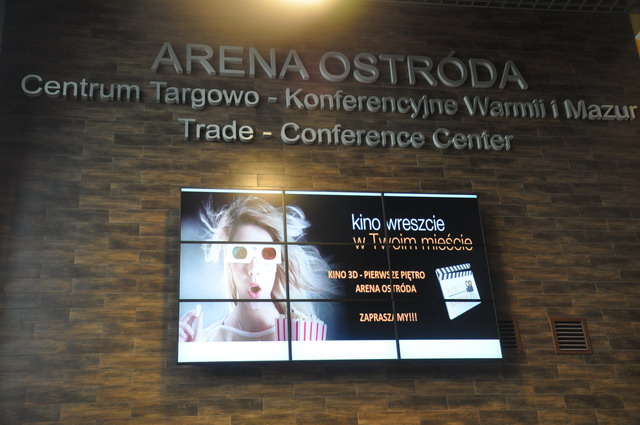 ARENA OSTRÓDA
Centrum Targowo - Konferencyjne Warmii i Mazur
Trade - Conference Center
kino wreszcie
w Twoim mieście
KINO 3D - PIERWSZE PIĘTRO
ARENA OSTRÓDA
ZAPRASZAMY!!!